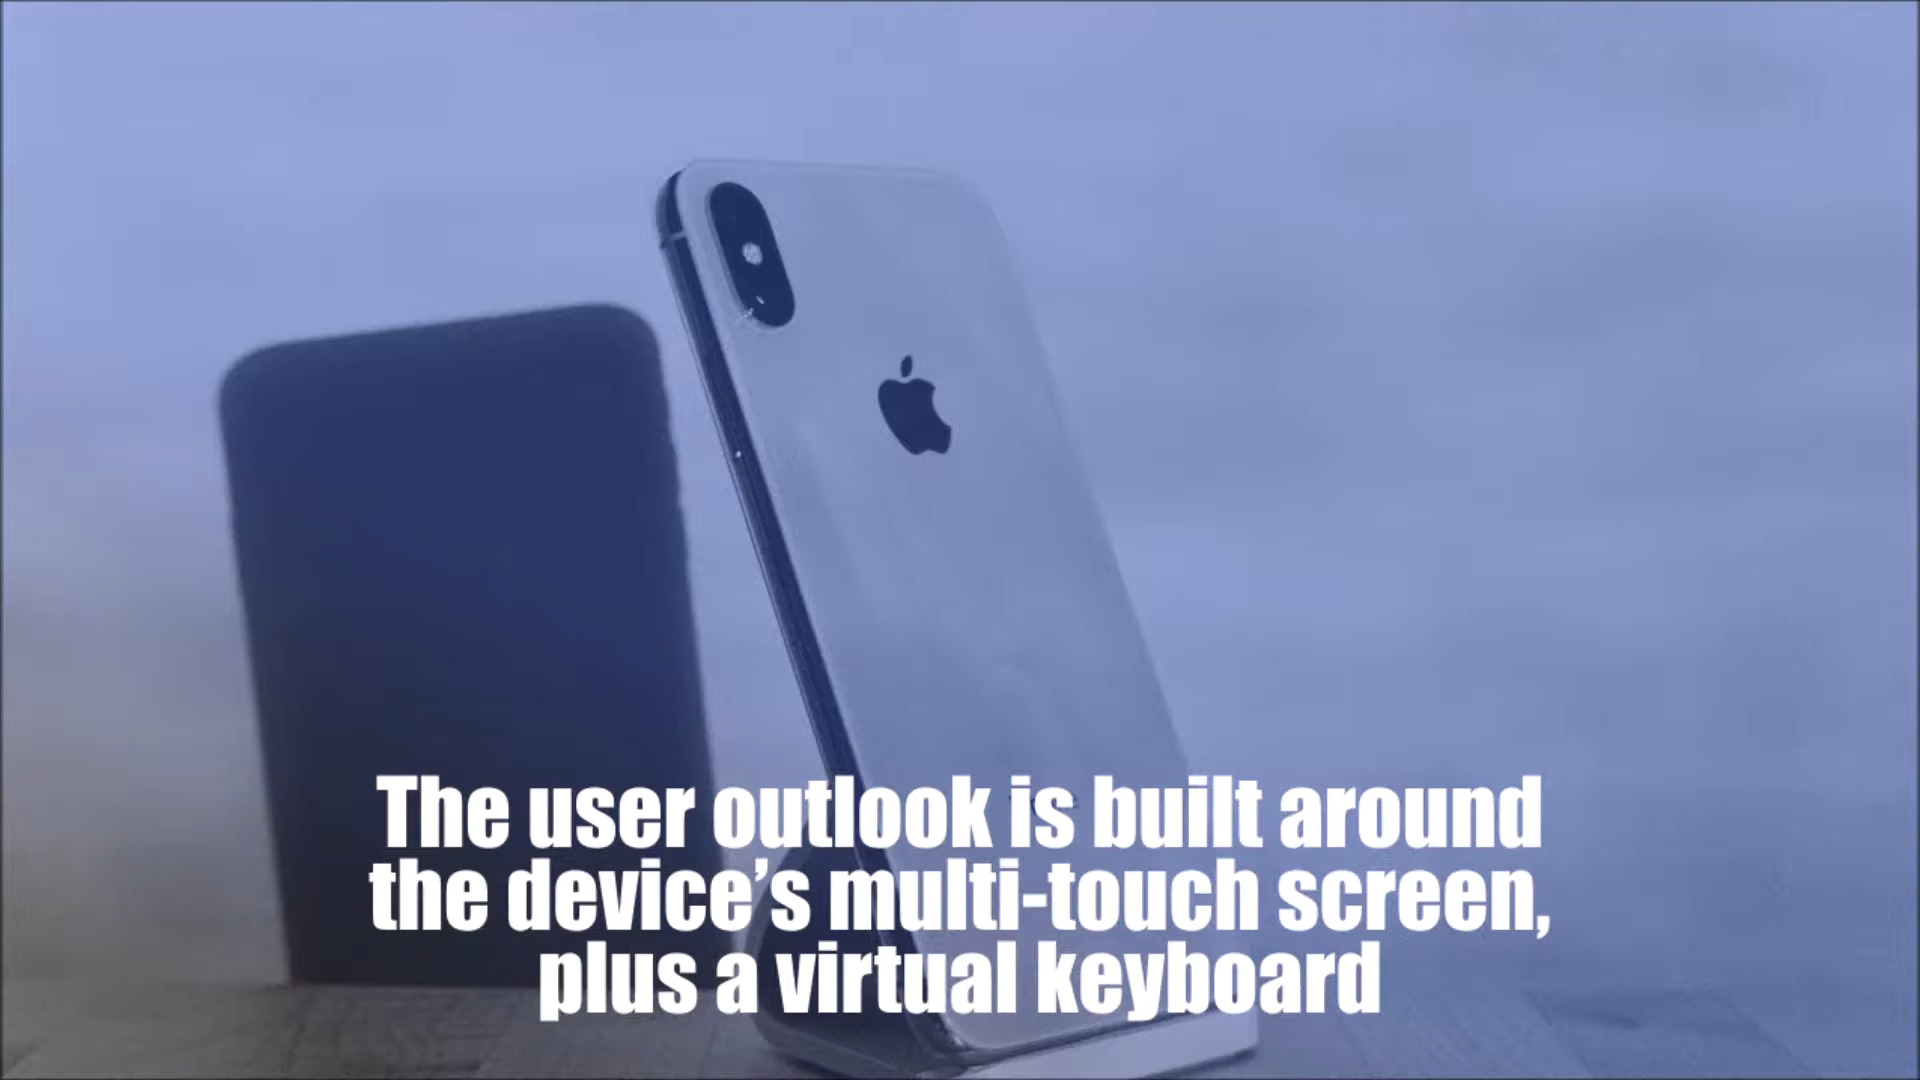 The user outlook is built around
the device’s multi-touch screen,
plus a virtual keyboard